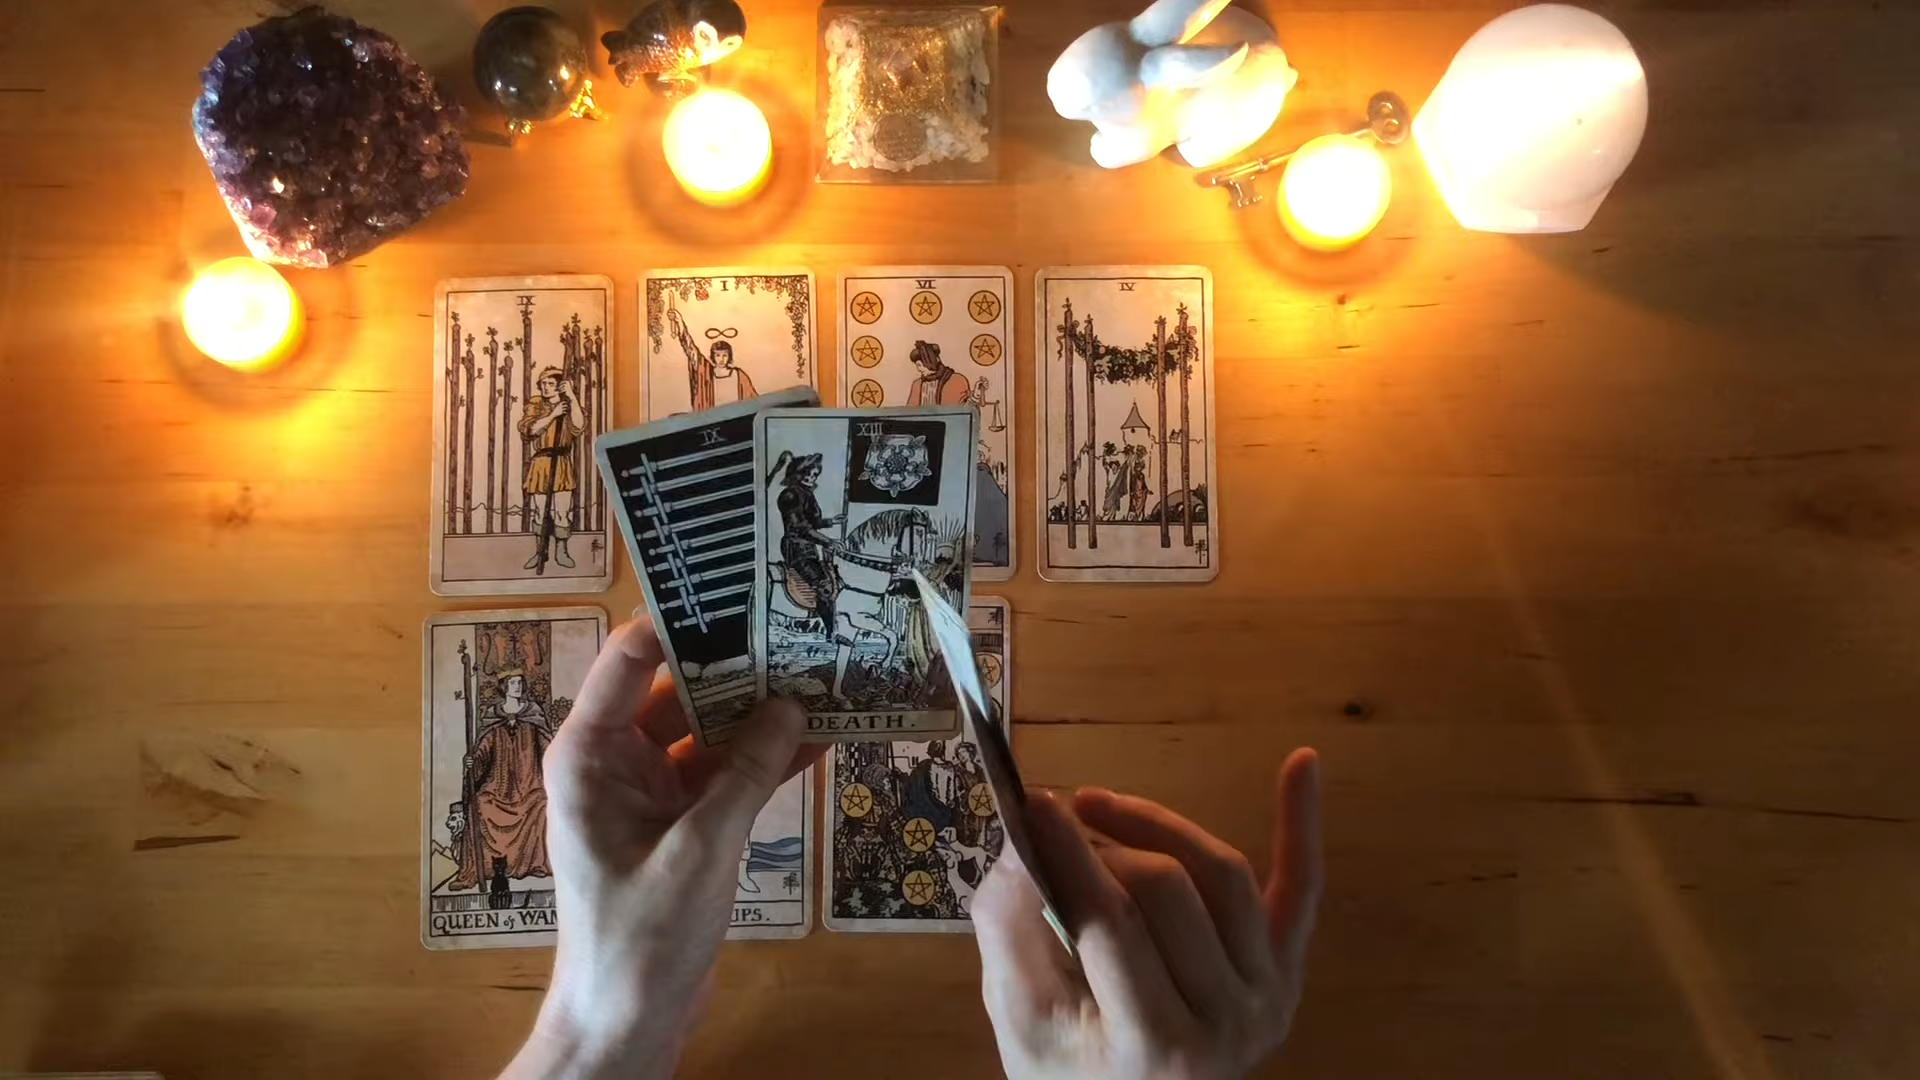 IX
I
VI
IV
IX
XIII
DEATH.
QUEEN of WAN
UPS.